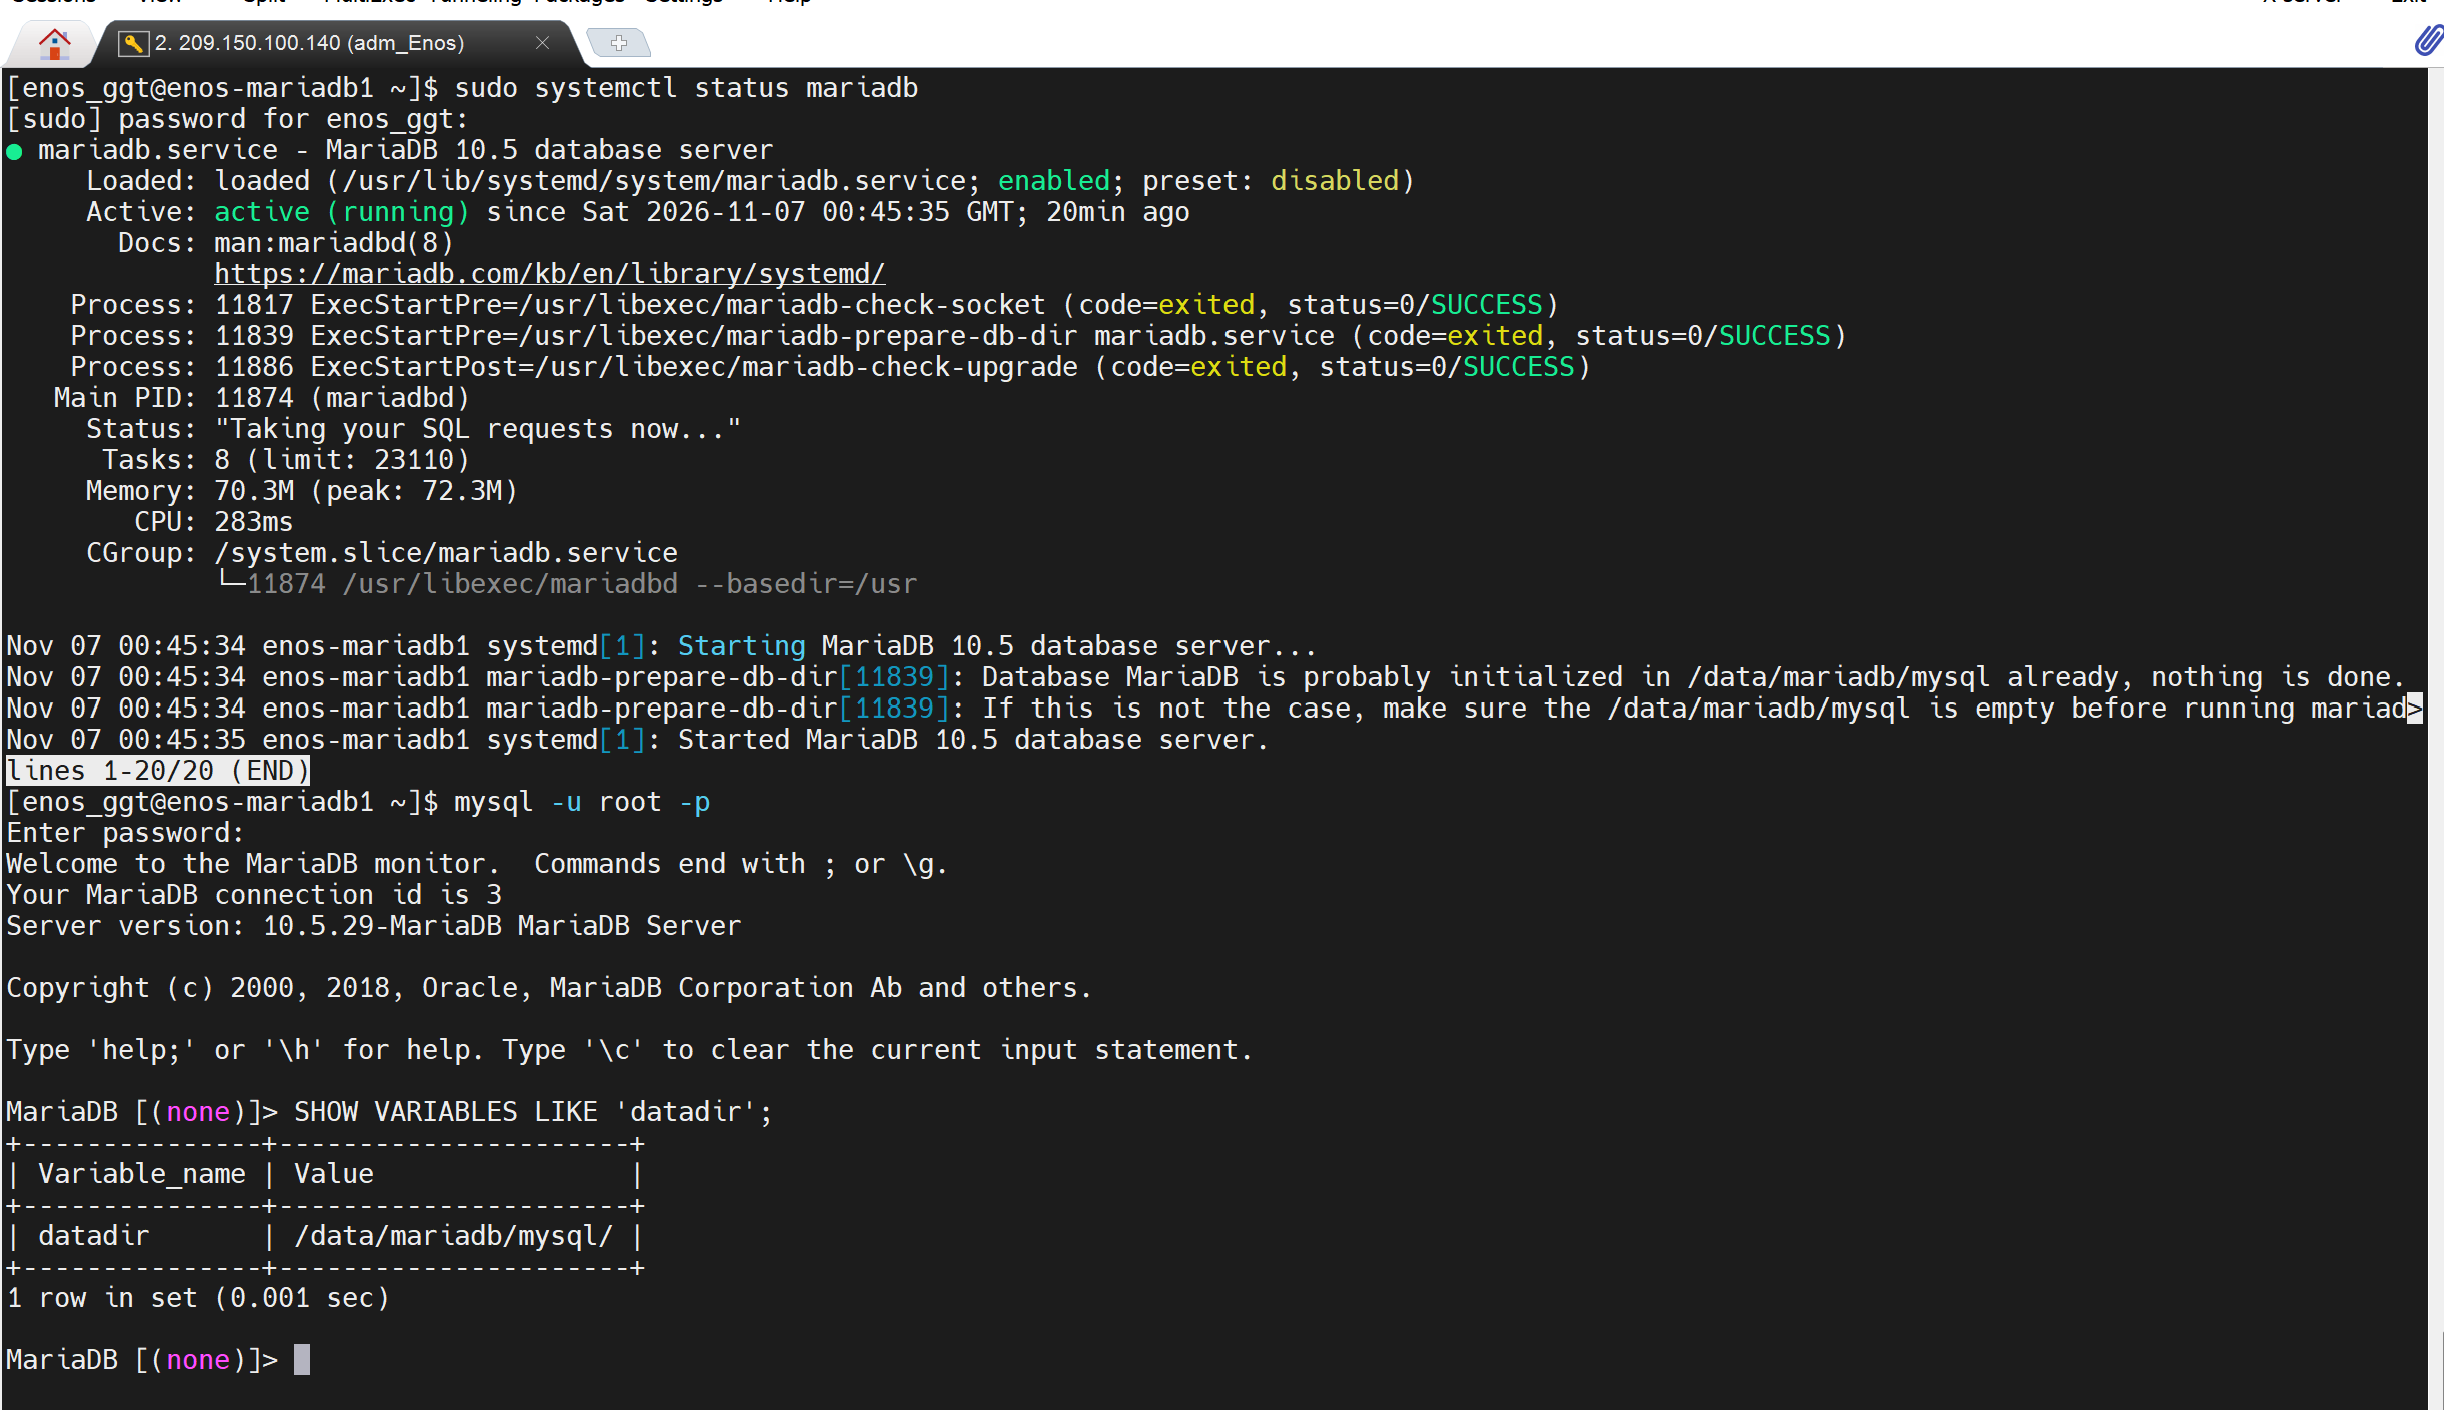 Sessions View Split MultiExec Tunneling Packages Settings Help X server Exit
2. 209.150.100.140 (adm_Enos)
[enos_ggt@enos-mariadb1 ~]$ sudo systemctl status mariadb
[sudo] password for enos_ggt:
● mariadb.service - MariaDB 10.5 database server
     Loaded: loaded (/usr/lib/systemd/system/mariadb.service; enabled; preset: disabled)
     Active: active (running) since Sat 2026-11-07 00:45:35 GMT; 20min ago
       Docs: man:mariadbd(8)
             https://mariadb.com/kb/en/library/systemd/
    Process: 11817 ExecStartPre=/usr/libexec/mariadb-check-socket (code=exited, status=0/SUCCESS)
    Process: 11839 ExecStartPre=/usr/libexec/mariadb-prepare-db-dir mariadb.service (code=exited, status=0/SUCCESS)
    Process: 11886 ExecStartPost=/usr/libexec/mariadb-check-upgrade (code=exited, status=0/SUCCESS)
   Main PID: 11874 (mariadbd)
     Status: "Taking your SQL requests now..."
      Tasks: 8 (limit: 23110)
     Memory: 70.3M (peak: 72.3M)
        CPU: 283ms
     CGroup: /system.slice/mariadb.service
             └─11874 /usr/libexec/mariadbd --basedir=/usr
Nov 07 00:45:34 enos-mariadb1 systemd[1]: Starting MariaDB 10.5 database server...
Nov 07 00:45:34 enos-mariadb1 mariadb-prepare-db-dir[11839]: Database MariaDB is probably initialized in /data/mariadb/mysql already, nothing is done.
Nov 07 00:45:34 enos-mariadb1 mariadb-prepare-db-dir[11839]: If this is not the case, make sure the /data/mariadb/mysql is empty before running mariad>
Nov 07 00:45:35 enos-mariadb1 systemd[1]: Started MariaDB 10.5 database server.
lines 1-20/20 (END)
[enos_ggt@enos-mariadb1 ~]$ mysql -u root -p
Enter password:
Welcome to the MariaDB monitor.  Commands end with ; or \g.
Your MariaDB connection id is 3
Server version: 10.5.29-MariaDB MariaDB Server
Copyright (c) 2000, 2018, Oracle, MariaDB Corporation Ab and others.
Type 'help;' or '\h' for help. Type '\c' to clear the current input statement.
MariaDB [(none)]> SHOW VARIABLES LIKE 'datadir';
+---------------+----------------------+
| Variable_name | Value                |
+---------------+----------------------+
| datadir       | /data/mariadb/mysql/ |
+---------------+----------------------+
1 row in set (0.001 sec)
MariaDB [(none)]>